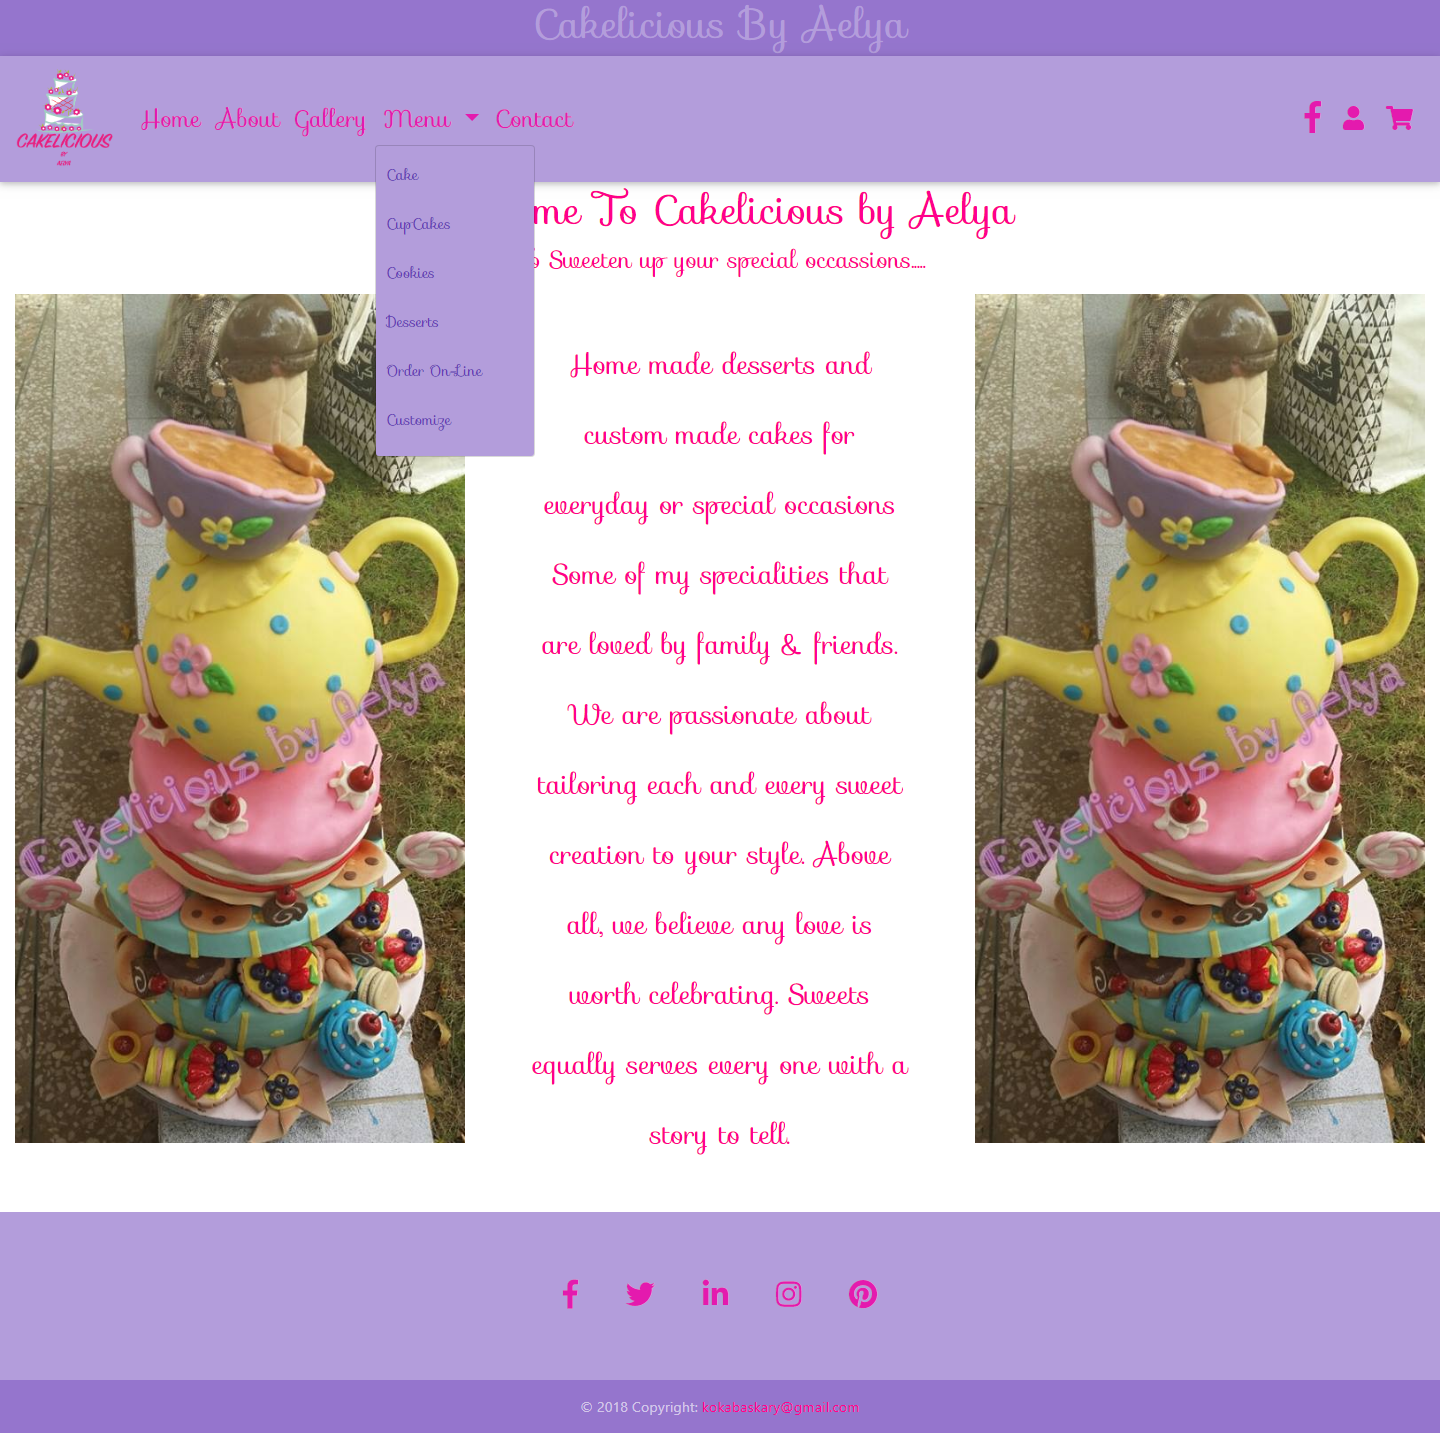 Cakelicious By Aelya
CAKELICIOUS
BY
Home About Gallery Menu Contact
Cake
CupCakes
Cookies
Desserts
Order On-Line
Customize
To Cakelicious by Aelya
Sweeten up your special occassions.....
Home made desserts and
custom made cakes for
everyday or special occasions
Some of my specialities that
are loved by family & friends.
We are passionate about
tailoring each and every sweet
creation to your style. Above
all, we believe any love is
worth celebrating. Sweets
equally serves every one with a
story to tell.
Cakelicious by Aelya
Cakelicious by Aelya
© 2018 Copyright: kokabaskary@gmail.com